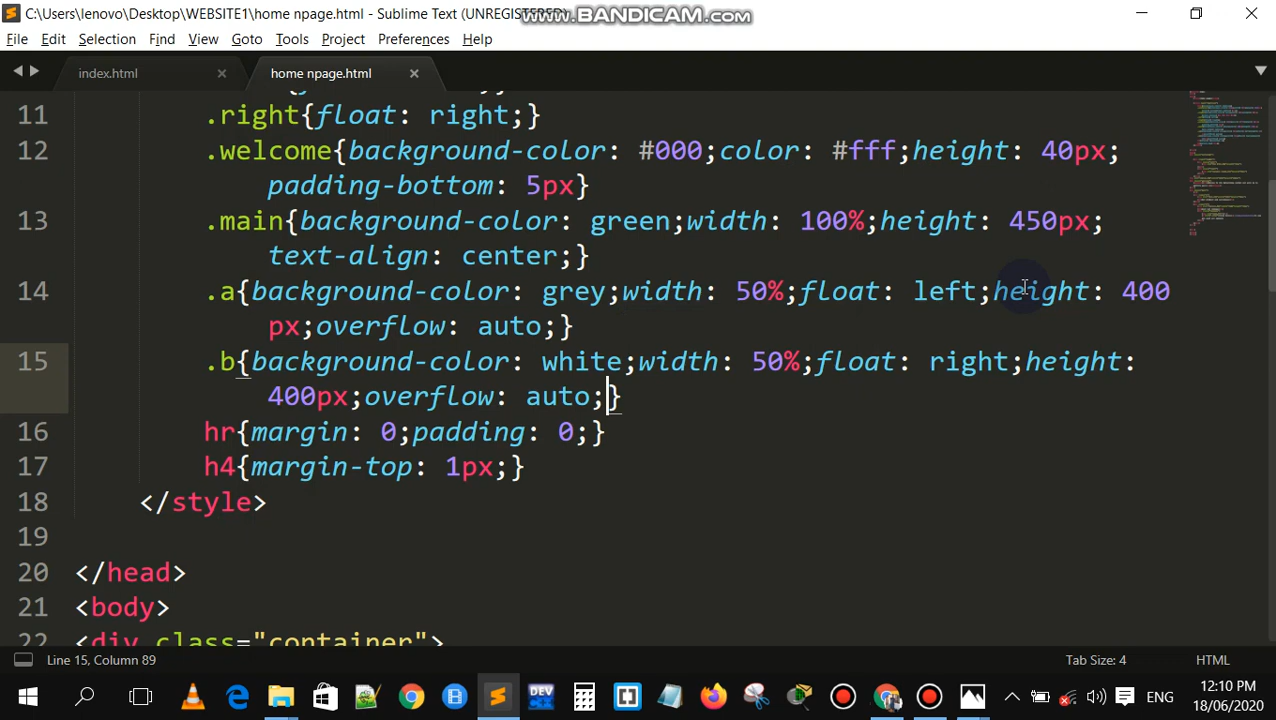 C:\Users\lenovo\Desktop\WEBSITE1\home npage.html - Sublime Text (UNREGISTERED)
www.BANDICAM.com
File Edit Selection Find View Goto Tools Project Preferences Help
index.html × home npage.html ×
11 .right{float: right;}
12 .welcome{background-color: #000;color: #fff;height: 40px;
padding-bottom: 5px}
13 .main{background-color: green;width: 100%;height: 450px;
text-align: center;}
14 .a{background-color: grey;width: 50%;float: left;height: 400
px;overflow: auto;}
15 .b{background-color: white;width: 50%;float: right;height:
400px;overflow: auto;}
16 hr{margin: 0;padding: 0;}
17 h4{margin-top: 1px;}
18 </style>
19
20 </head>
21 <body>
22 <div class="container">
Line 15, Column 89 Tab Size: 4 HTML
DEV
ENG
12:10 PM
18/06/2020